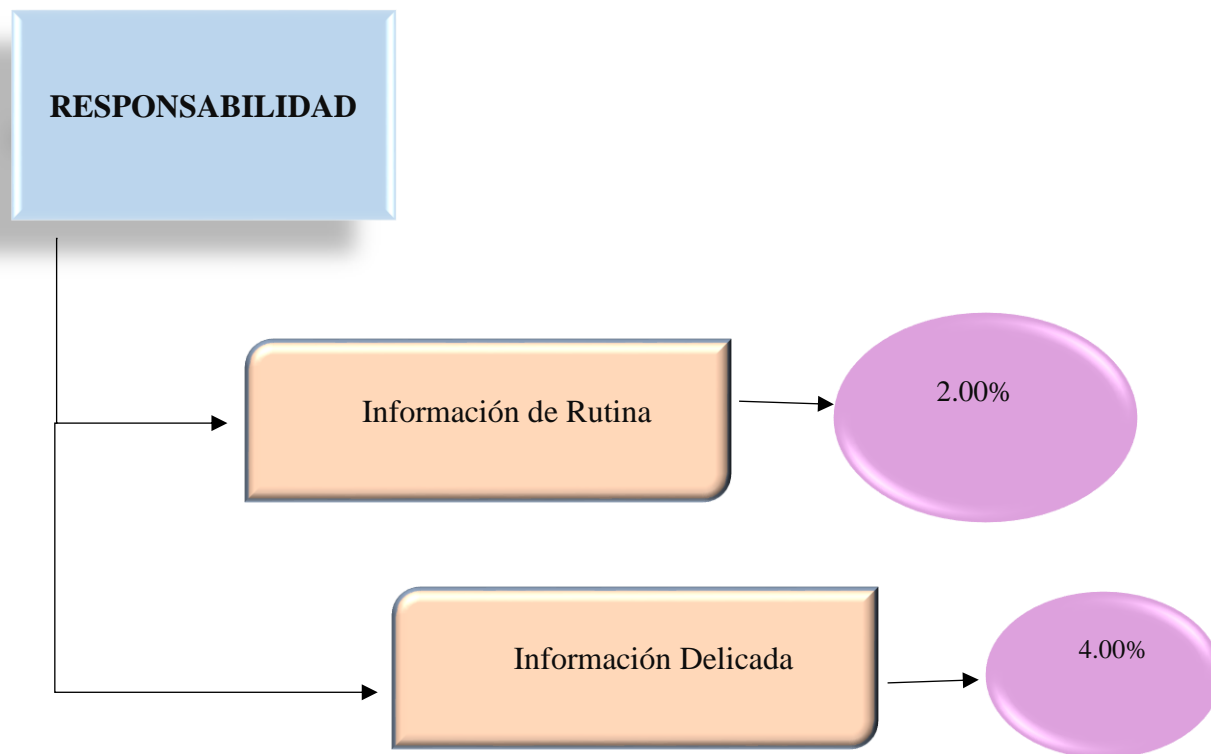 RESPONSABILIDAD
Información de Rutina
2.00%
Información Delicada
4.00%